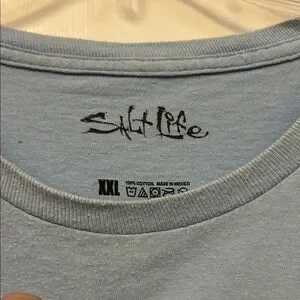 Salt Life
XXL 100% COTTON MADE IN MEXICO